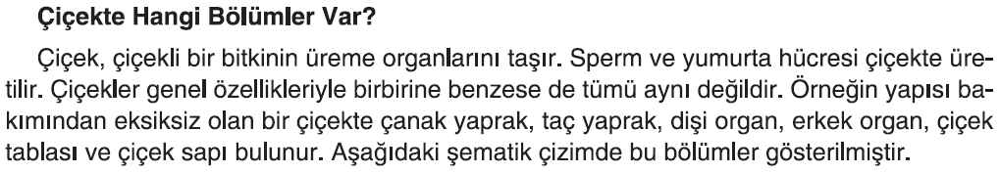 Çiçekte Hangi Bölümler Var?
Çiçek, çiçekli bir bitkinin üreme organlarını taşır. Sperm ve yumurta hücresi çiçekte üre-
tilir. Çiçekler genel özellikleriyle birbirine benzese de tümü aynı değildir. Örneğin yapısı ba-
kımından eksiksiz olan bir çiçekte çanak yaprak, taç yaprak, dişi organ, erkek organ, çiçek
tablası ve çiçek sapı bulunur. Aşağıdaki şematik çizimde bu bölümler gösterilmiştir.